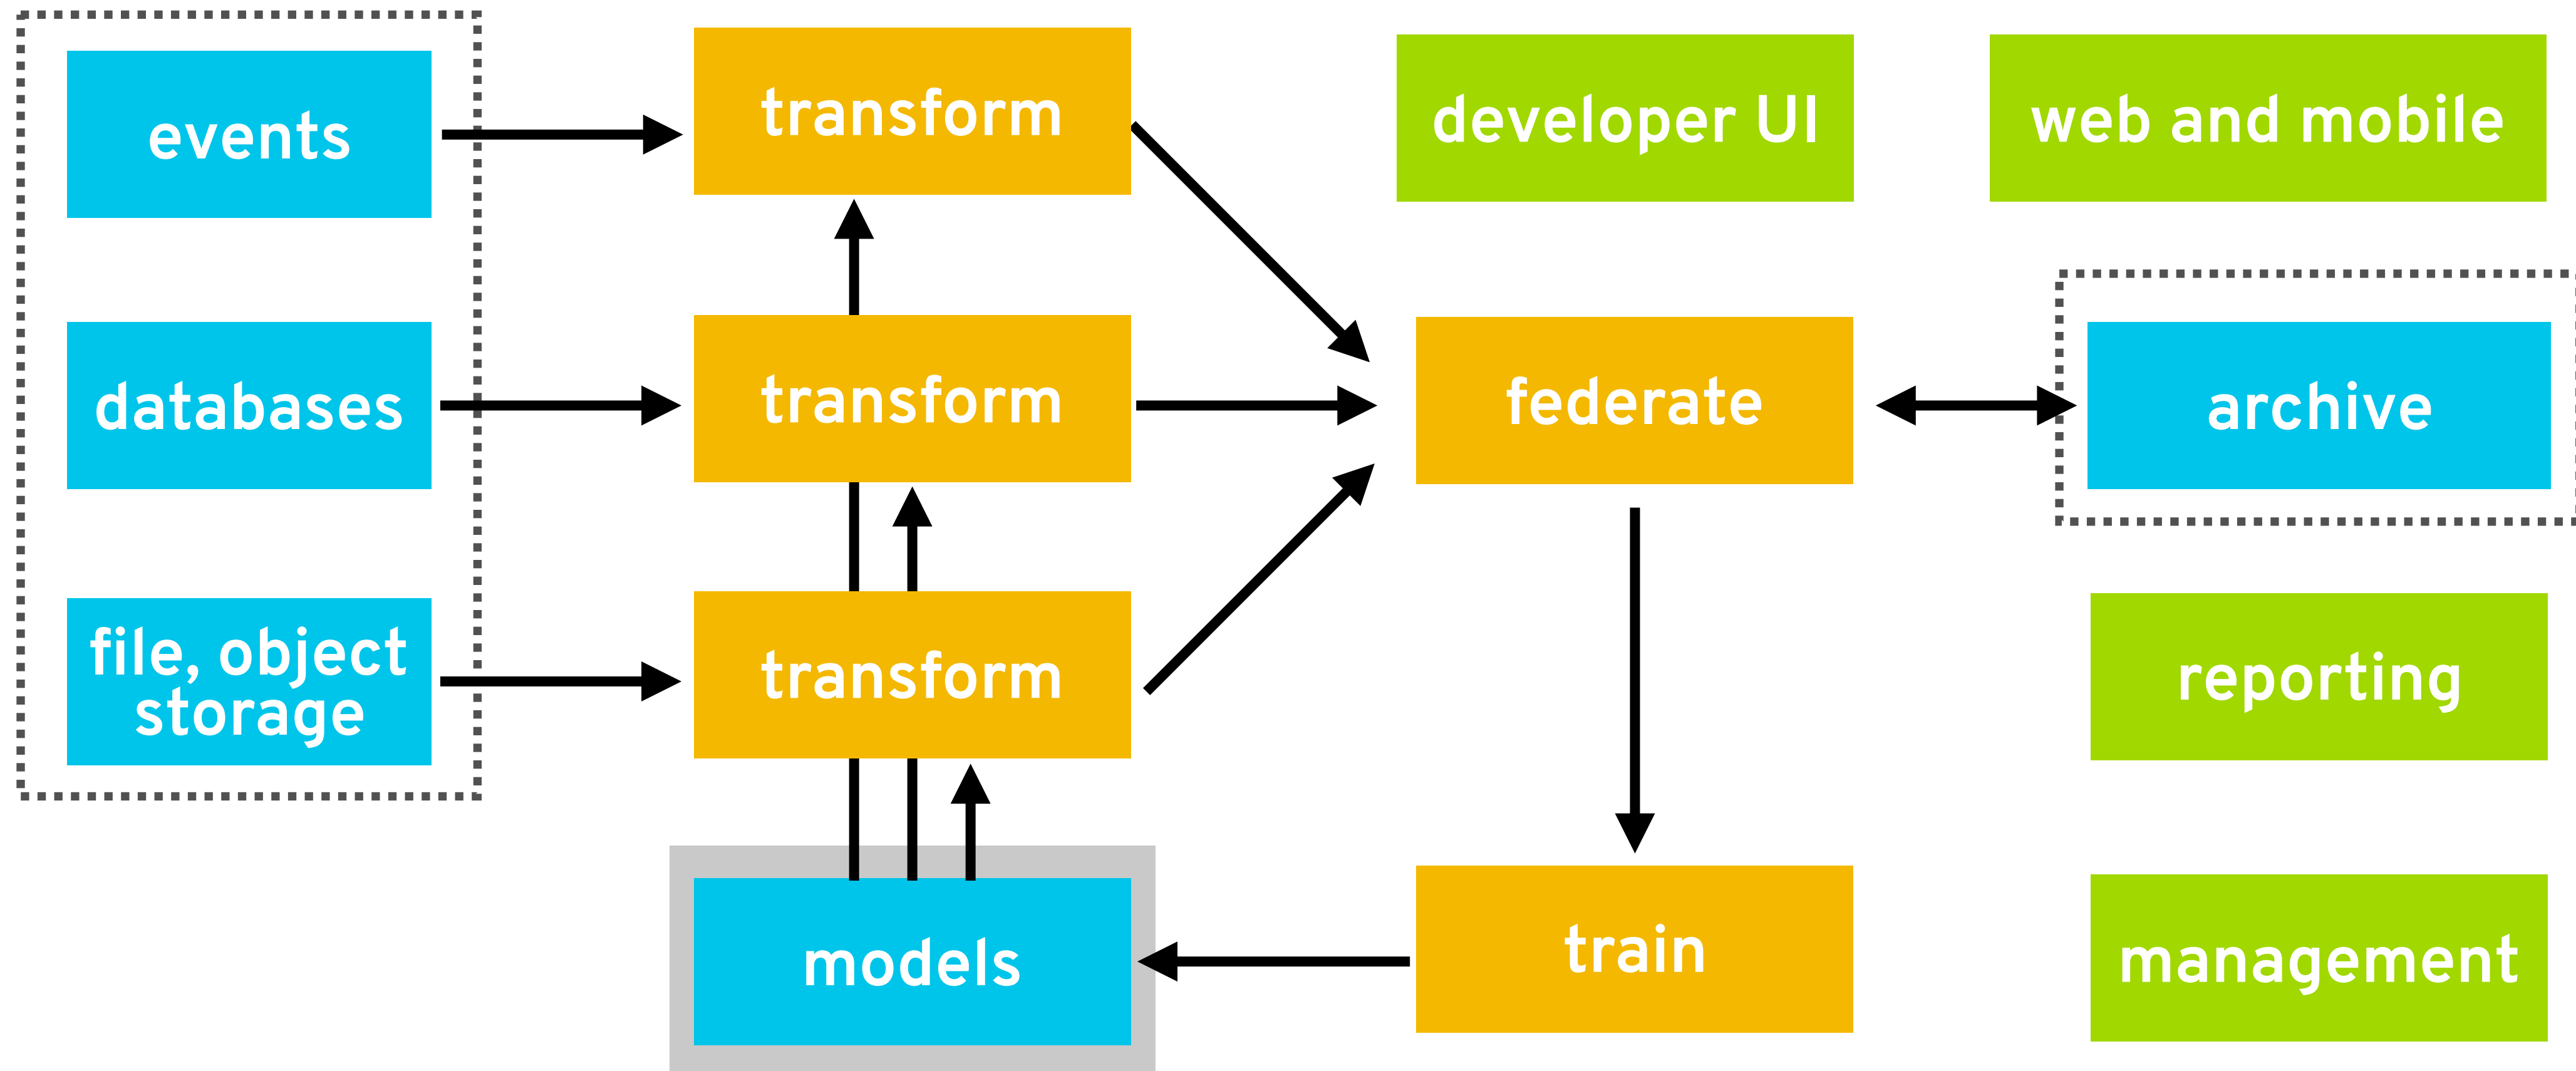 events
transform
developer UI
web and mobile
databases
transform
federate
archive
file, object
storage
transform
reporting
models
train
management